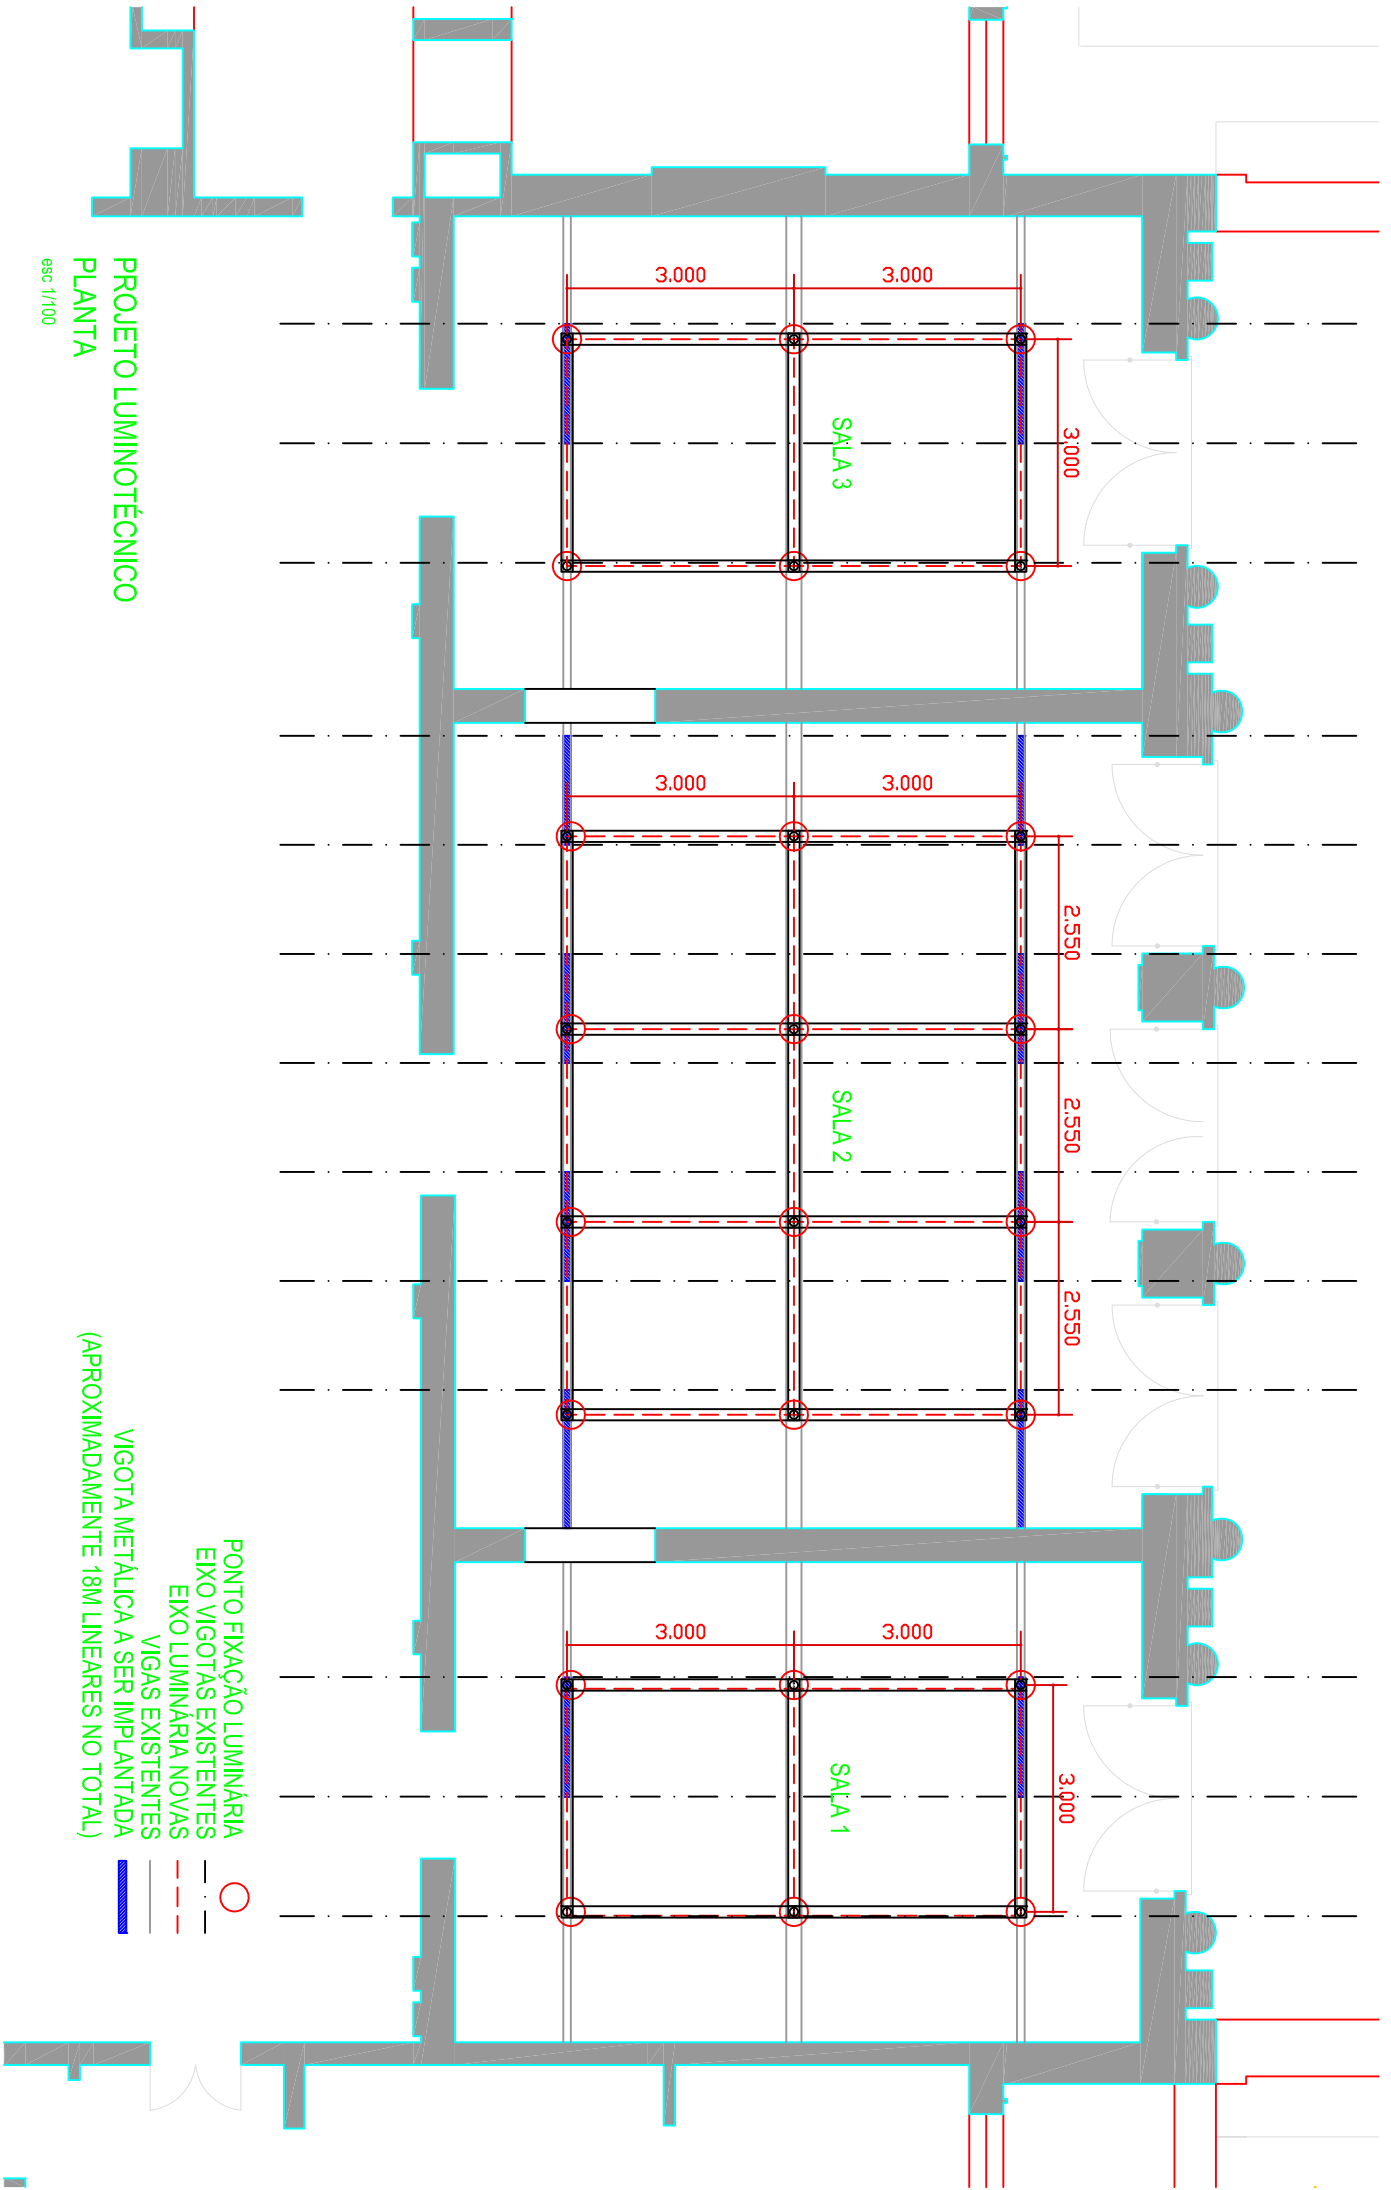 PROJETO LUMINOTÉCNICO
PLANTA
esc 1/100
3.000
3.000
3.000
SALA 3
3.000
3.000
2.550
2.550
SALA 2
2.550
3.000
3.000
3.000
SALA 1
PONTO FIXAÇÃO LUMINÁRIA
EIXO VIGOTAS EXISTENTES
EIXO LUMINÁRIA NOVAS
VIGAS EXISTENTES
VIGOTA METÁLICA A SER IMPLANTADA
(APROXIMADAMENTE 18M LINEARES NO TOTAL)